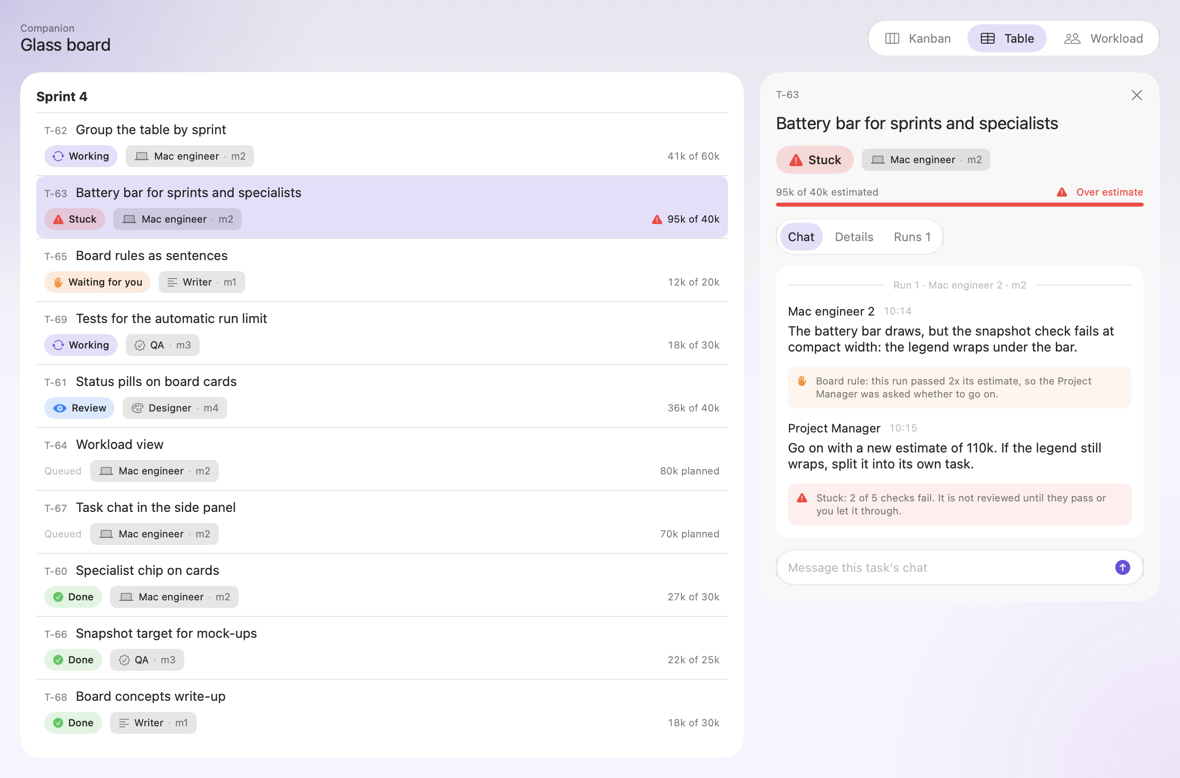 Companion
Glass board
Kanban
Table
Workload
Sprint 4
T-62 Group the table by sprint
Working Mac engineer · m2 41k of 60k
T-63 Battery bar for sprints and specialists
Stuck Mac engineer · m2 95k of 40k
T-65 Board rules as sentences
Waiting for you Writer · m1 12k of 20k
T-69 Tests for the automatic run limit
Working QA · m3 18k of 30k
T-61 Status pills on board cards
Review Designer · m4 36k of 40k
T-64 Workload view
Queued Mac engineer · m2 80k planned
T-67 Task chat in the side panel
Queued Mac engineer · m2 70k planned
T-60 Specialist chip on cards
Done Mac engineer · m2 27k of 30k
T-66 Snapshot target for mock-ups
Done QA · m3 22k of 25k
T-68 Board concepts write-up
Done Writer · m1 18k of 30k
T-63
Battery bar for sprints and specialists
Stuck Mac engineer · m2
95k of 40k estimated Over estimate
Chat Details Runs 1
Run 1 · Mac engineer 2 · m2
Mac engineer 2 10:14
The battery bar draws, but the snapshot check fails at
compact width: the legend wraps under the bar.
Board rule: this run passed 2x its estimate, so the Project
Manager was asked whether to go on.
Project Manager 10:15
Go on with a new estimate of 110k. If the legend still
wraps, split it into its own task.
Stuck: 2 of 5 checks fail. It is not reviewed until they pass or
you let it through.
Message this task's chat